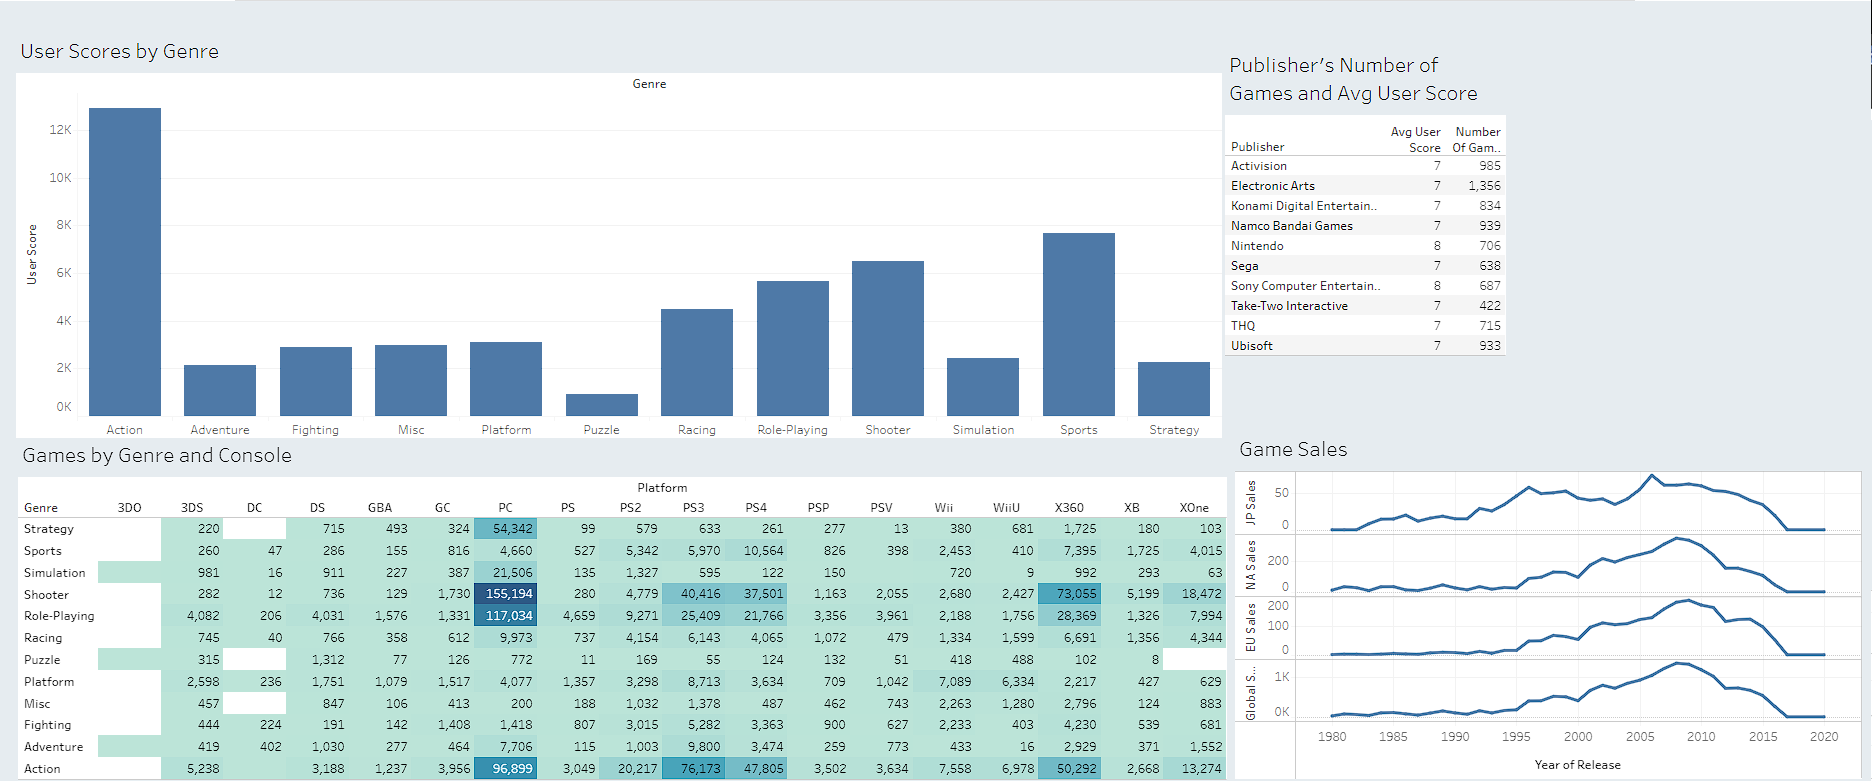 User Scores by Genre
Genre
User Score
12K
10K
8K
6K
4K
2K
0K
Action Adventure Fighting Misc Platform Puzzle Racing Role-Playing Shooter Simulation Sports Strategy
Publisher's Number of
Games and Avg User Score
Avg User Number
Publisher Score Of Gam..
Activision 7 985
Electronic Arts 7 1,356
Konami Digital Entertain.. 7 834
Namco Bandai Games 7 939
Nintendo 8 706
Sega 7 638
Sony Computer Entertain.. 8 687
Take-Two Interactive 7 422
THQ 7 715
Ubisoft 7 933
Games by Genre and Console
Platform
Genre 3DO 3DS DC DS GBA GC PC PS PS2 PS3 PS4 PSP PSV Wii WiiU X360 XB XOne
Strategy 220 715 493 324 54,342 99 579 633 261 277 13 380 681 1,725 180 103
Sports 260 47 286 155 816 4,660 527 5,342 5,970 10,564 826 398 2,453 410 7,395 1,725 4,015
Simulation 981 16 911 227 387 21,506 135 1,327 595 122 150 720 9 992 293 63
Shooter 282 12 736 129 1,730 155,194 280 4,779 40,416 37,501 1,163 2,055 2,680 2,427 73,055 5,199 18,472
Role-Playing 4,082 206 4,031 1,576 1,331 117,034 4,659 9,271 25,409 21,766 3,356 3,961 2,188 1,756 28,369 1,326 7,994
Racing 745 40 766 358 612 9,973 737 4,154 6,143 4,065 1,072 479 1,334 1,599 6,691 1,356 4,344
Puzzle 315 1,312 77 126 772 11 169 55 124 132 51 418 488 102 8
Platform 2,598 236 1,751 1,079 1,517 4,077 1,357 3,298 8,713 3,634 709 1,042 7,089 6,334 2,217 427 629
Misc 457 847 106 413 200 188 1,032 1,378 487 462 743 2,263 1,280 2,796 124 883
Fighting 444 224 191 142 1,408 1,418 807 3,015 5,282 3,363 900 627 2,233 403 4,230 539 681
Adventure 419 402 1,030 277 464 7,706 115 1,003 9,800 3,474 259 773 433 16 2,929 371 1,552
Action 5,238 3,188 1,237 3,956 96,899 3,049 20,217 76,173 47,805 3,502 3,634 7,558 6,978 50,292 2,668 13,274
Game Sales
JP Sales
50
0
NA Sales
200
0
EU Sales
200
100
0
Global S...
1K
0K
1980 1985 1990 1995 2000 2005 2010 2015 2020
Year of Release